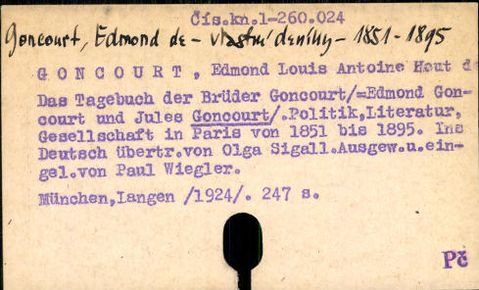 Čís.kn.1-260.024
Goncourt, Edmond de - vlastní deníky - 1851-1895
GONCOURT, Edmond Louis Antoine Hout de
Das Tagebuch der Brüder Goncourt/=Edmond Gon-
court und Jules Goncourt/.Politik,Literatur,
Gesellschaft in Paris von 1851 bis 1895. Ins
Deutsch übertr.von Olga Sigall.Ausgew.u.ein-
gel.von Paul Wiegler.
München,Langen /1924/. 247 s.
Pč